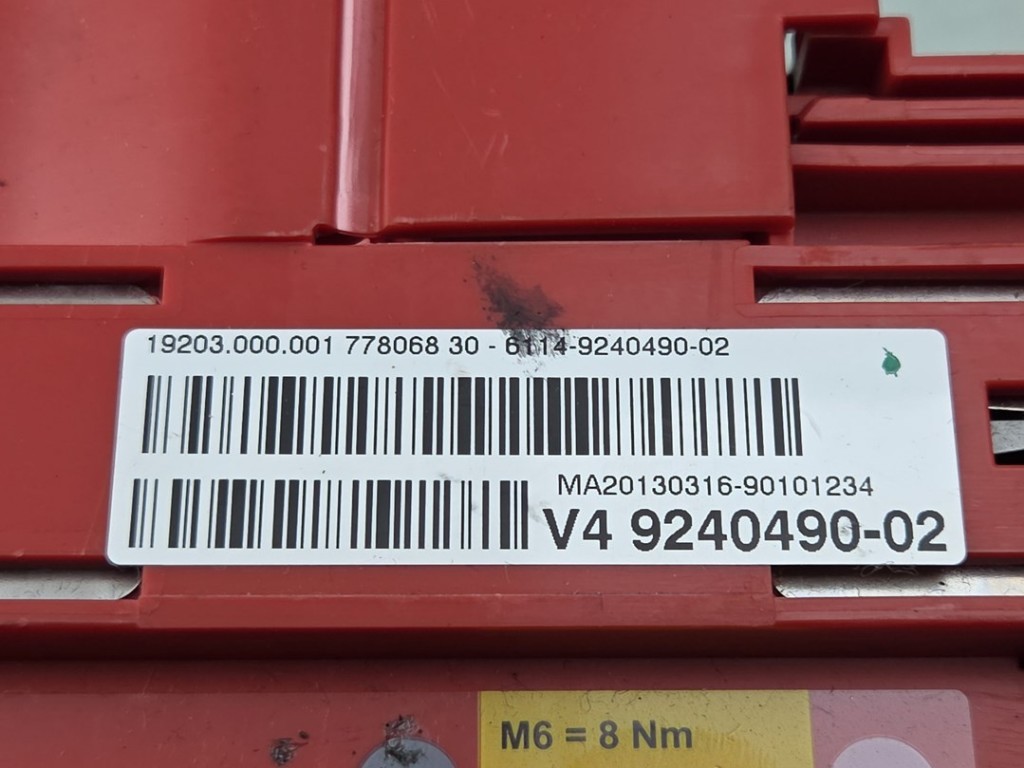 19203.000.001 778068 30 - 6114-9240490-02
MA20130316-90101234
V4 9240490-02
M6 = 8 Nm